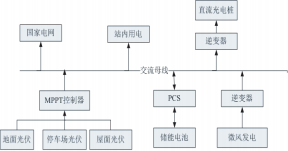 直流充电桩
国家电网
站内用电
逆变器
交流母线
MPPT控制器
PCS
逆变器
地面光伏
停车场光伏
屋面光伏
储能电池
微风发电